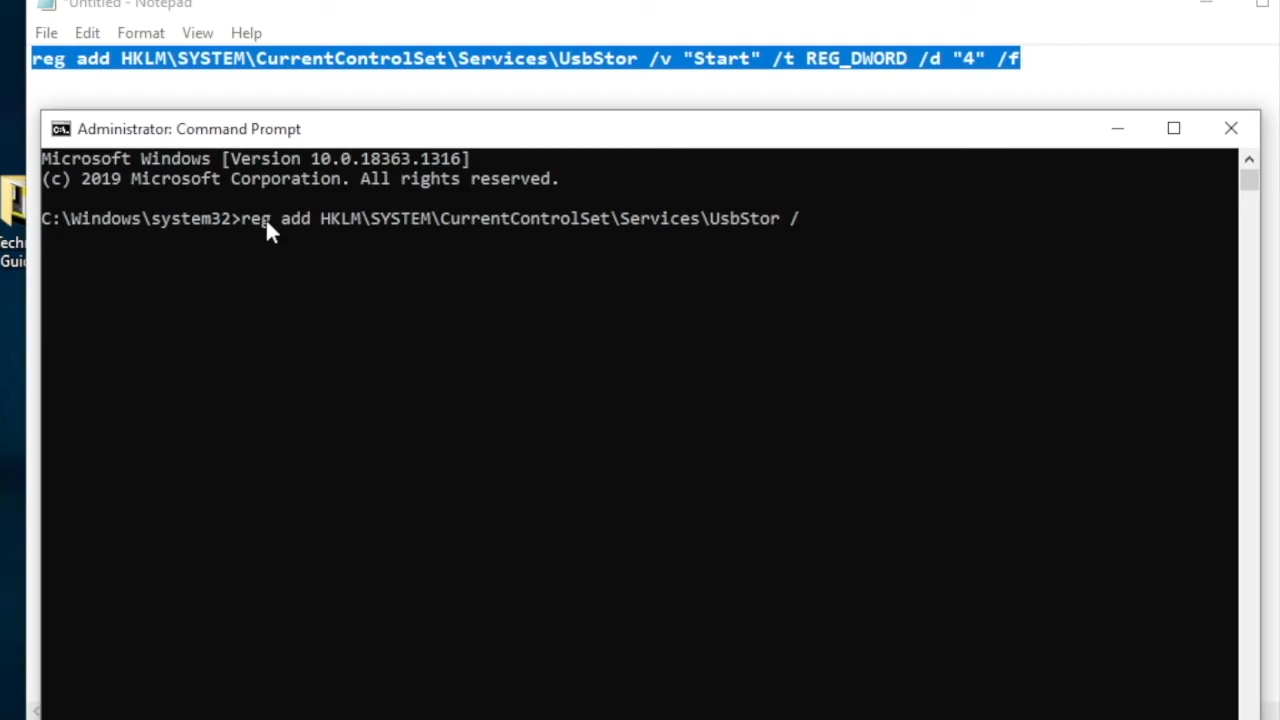 *Untitled - Notepad
File Edit Format View Help
reg add HKLM\SYSTEM\CurrentControlSet\Services\UsbStor /v "Start" /t REG_DWORD /d "4" /f
Administrator: Command Prompt
Microsoft Windows [Version 10.0.18363.1316]
(c) 2019 Microsoft Corporation. All rights reserved.
C:\Windows\system32>reg add HKLM\SYSTEM\CurrentControlSet\Services\UsbStor /